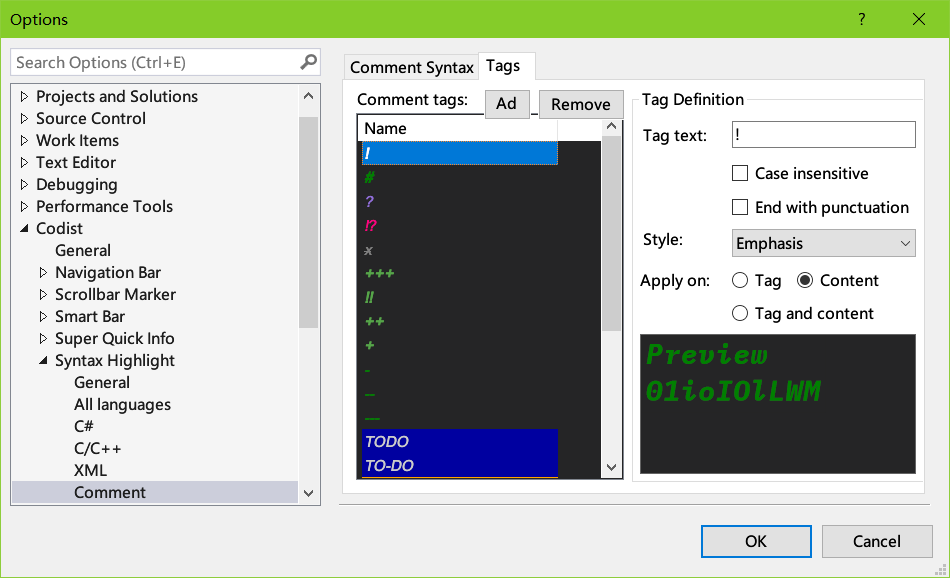 Options
Search Options (Ctrl+E)
Projects and Solutions
Source Control
Work Items
Text Editor
Debugging
Performance Tools
Codist
General
Navigation Bar
Scrollbar Marker
Smart Bar
Super Quick Info
Syntax Highlight
General
All languages
C#
C/C++
XML
Comment
Comment Syntax
Tags
Comment tags:
Ad
Remove
Name
!
#
?
!?
x
+++
!!
++
+
-
--
---
TODO
TO-DO
Tag Definition
Tag text: !
Case insensitive
End with punctuation
Style: Emphasis
Apply on: Tag Content
Tag and content
Preview
01ioIOlLWM
OK
Cancel